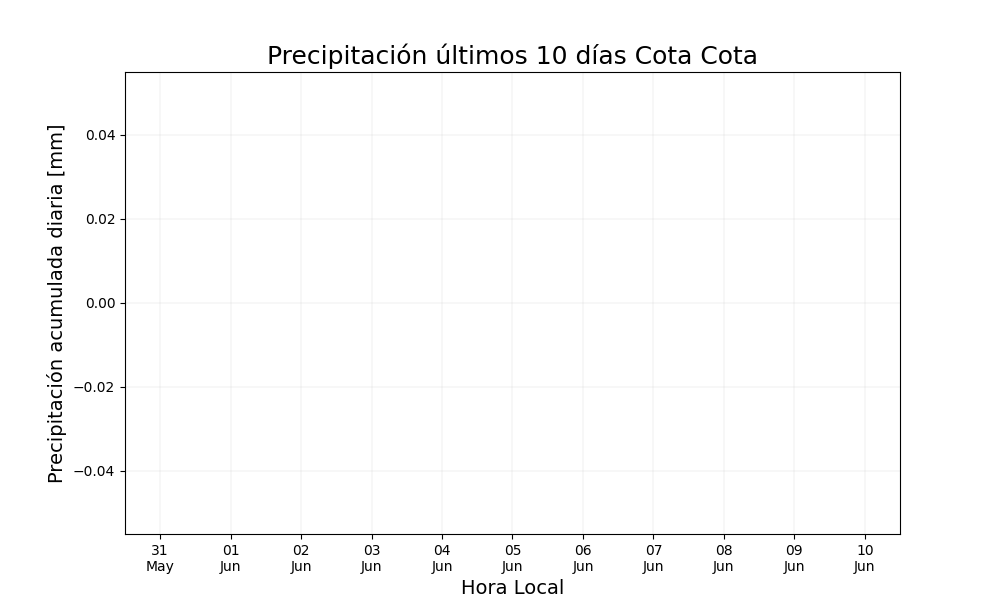 Precipitación últimos 10 días Cota Cota
Precipitación acumulada diaria [mm]
0.04
0.02
0.00
−0.02
−0.04
31 01 02 03 04 05 06 07 08 09 10
May Jun Jun Jun Jun Jun Jun Jun Jun Jun Jun
Hora Local